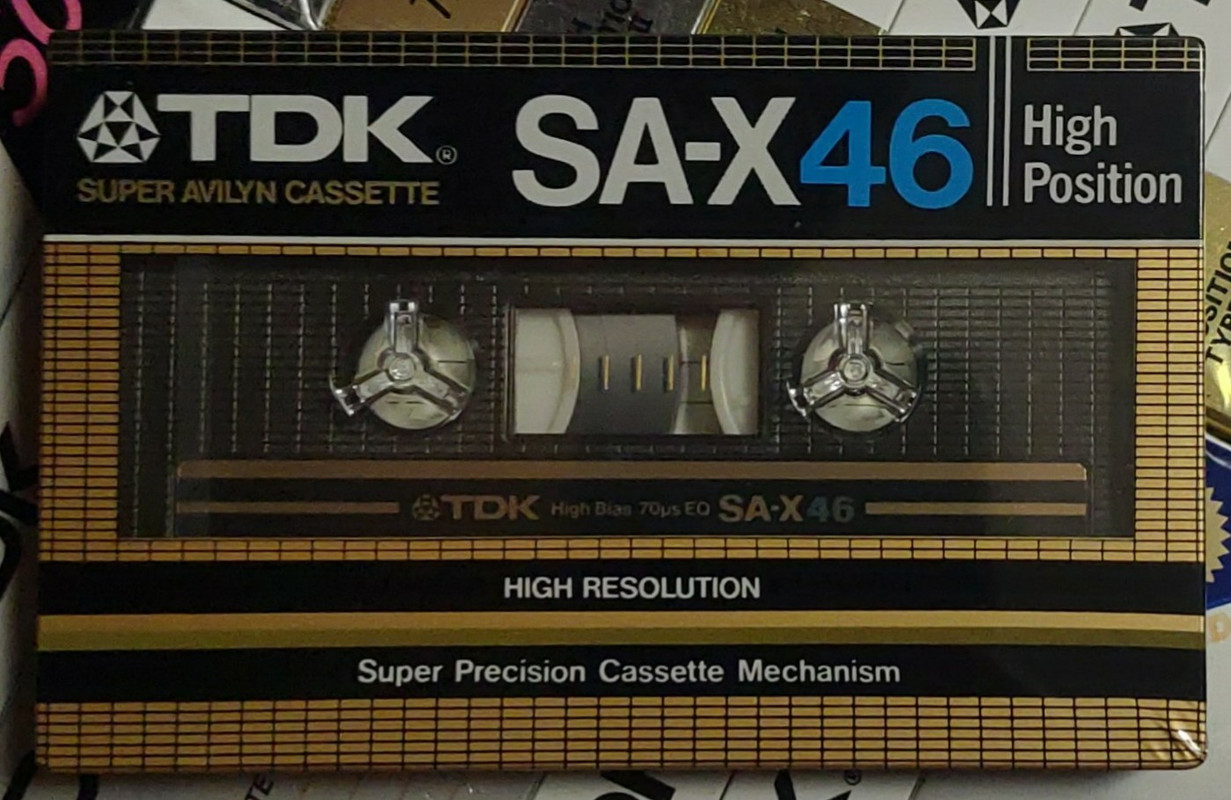 TDK® SA-X46 High
Position
SUPER AVILYN CASSETTE
TDK High Bias 70μs EQ SA-X46
HIGH RESOLUTION
Super Precision Cassette Mechanism